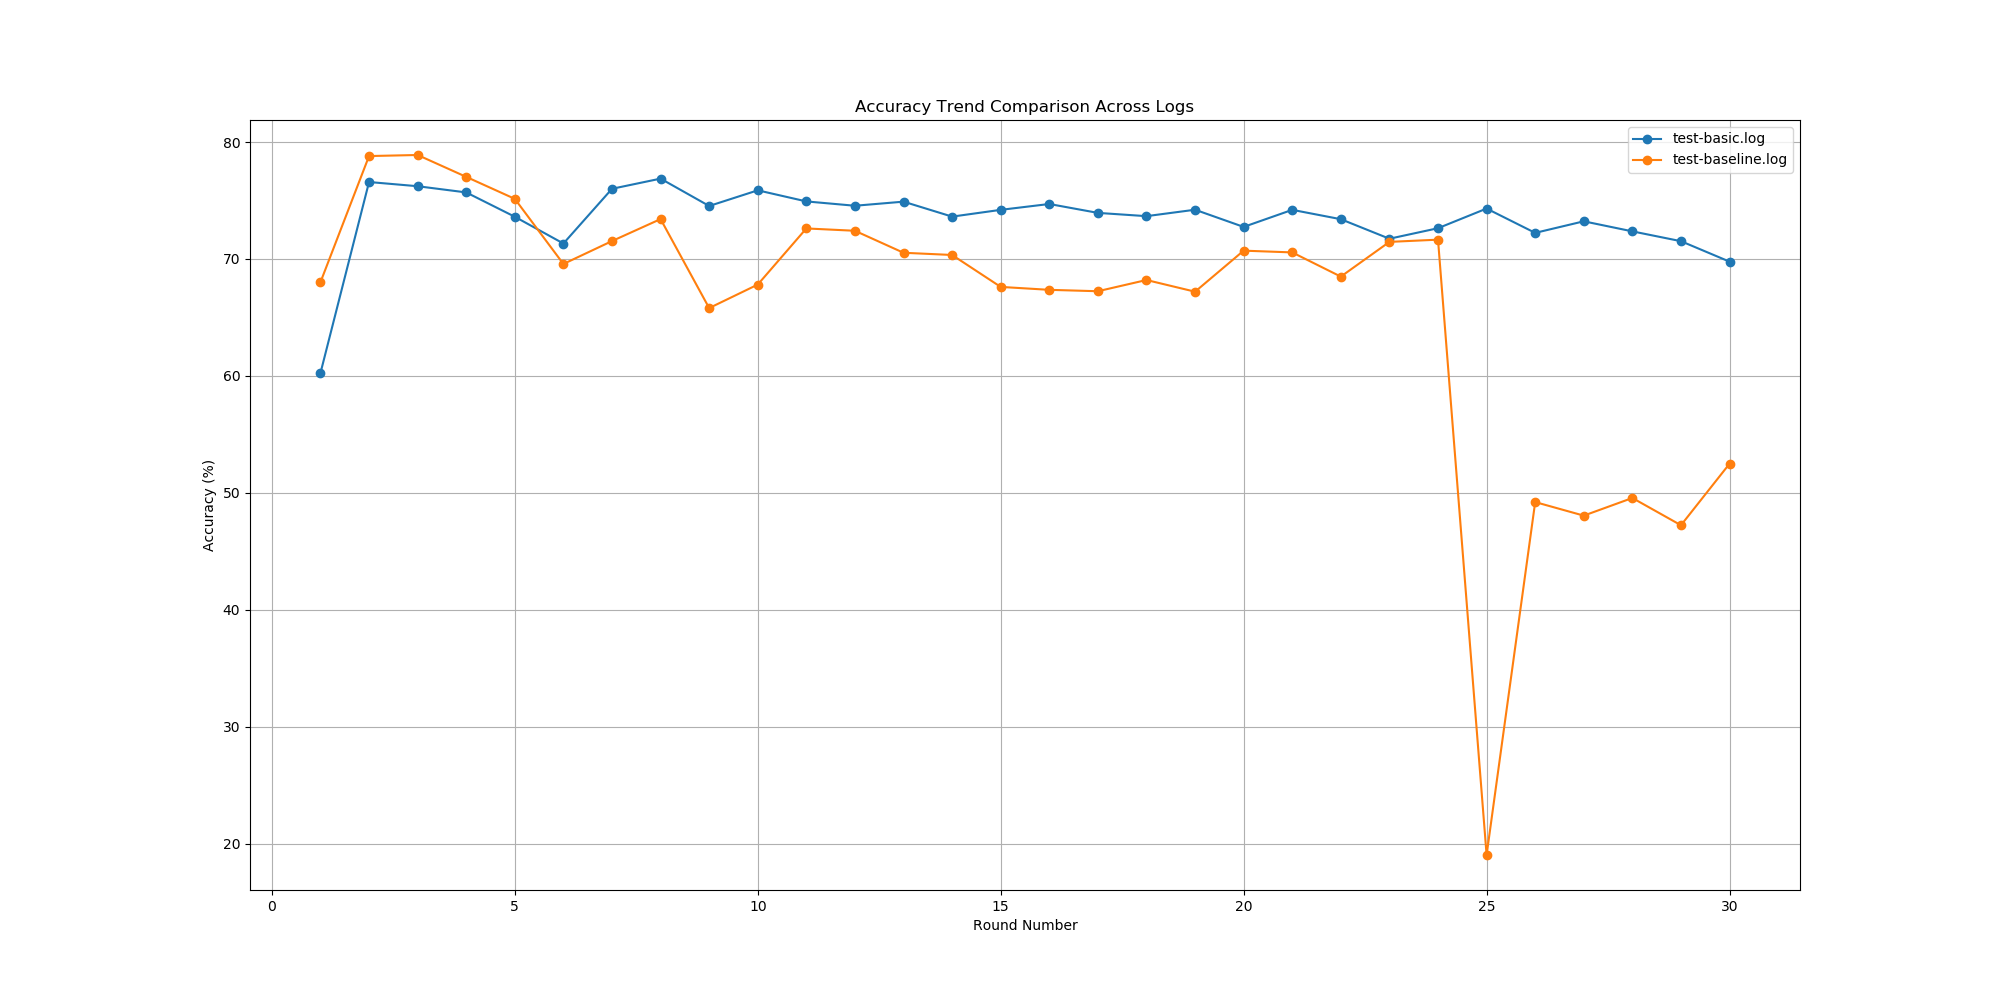 Accuracy Trend Comparison Across Logs
test-basic.log
test-baseline.log
80
70
60
50
40
30
20
Accuracy (%)
0 5 10 15 20 25 30
Round Number